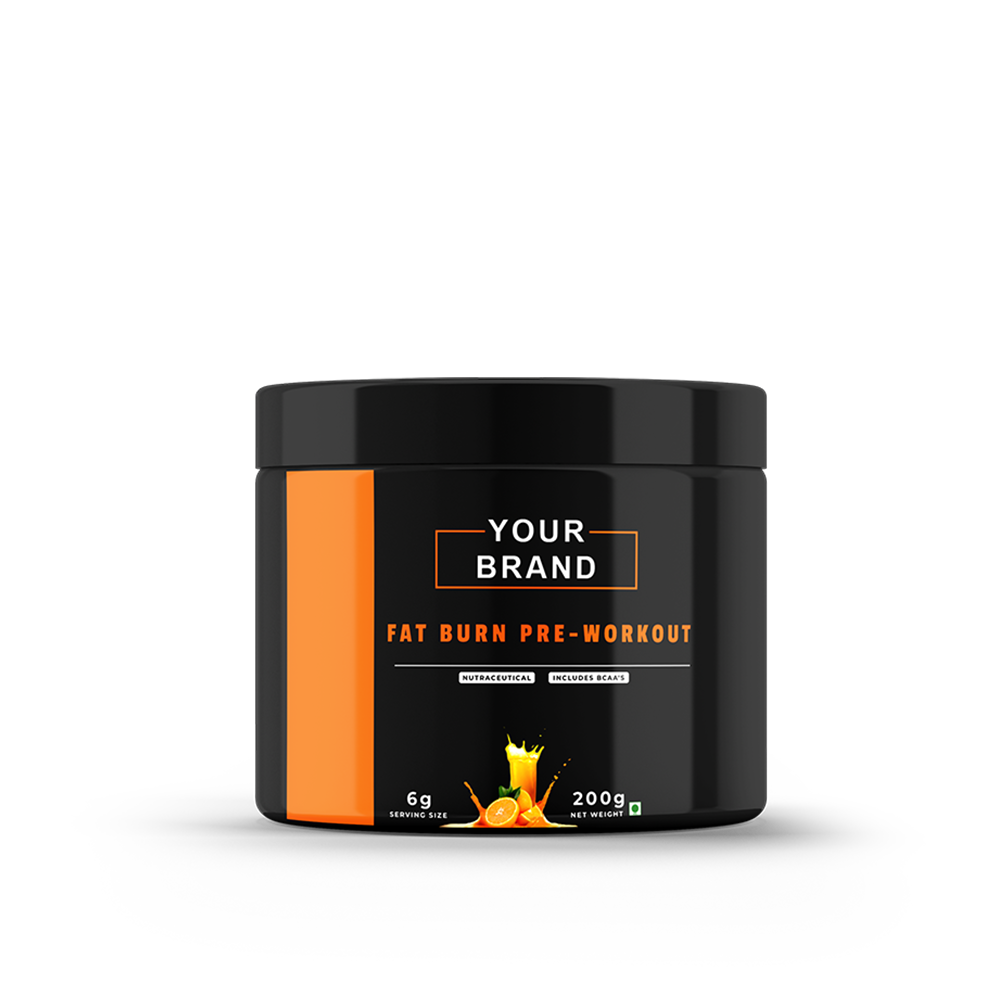 YOUR
BRAND
FAT BURN PRE-WORKOUT
NUTRACEUTICAL INCLUDES BCAA'S
6g 200g
SERVING SIZE NET WEIGHT